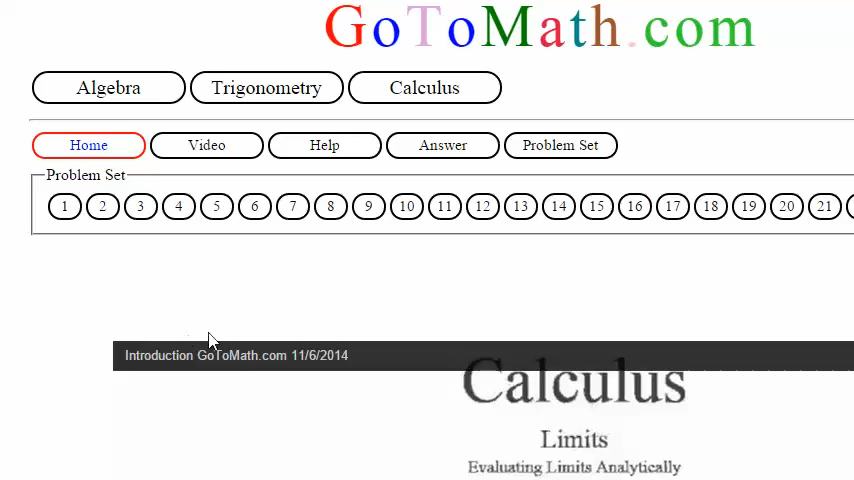 GoToMath.com
Algebra Trigonometry Calculus
Home Video Help Answer Problem Set
Problem Set
1 2 3 4 5 6 7 8 9 10 11 12 13 14 15 16 17 18 19 20 21
Introduction GoToMath.com 11/6/2014
Calculus
Limits
Evaluating Limits Analytically